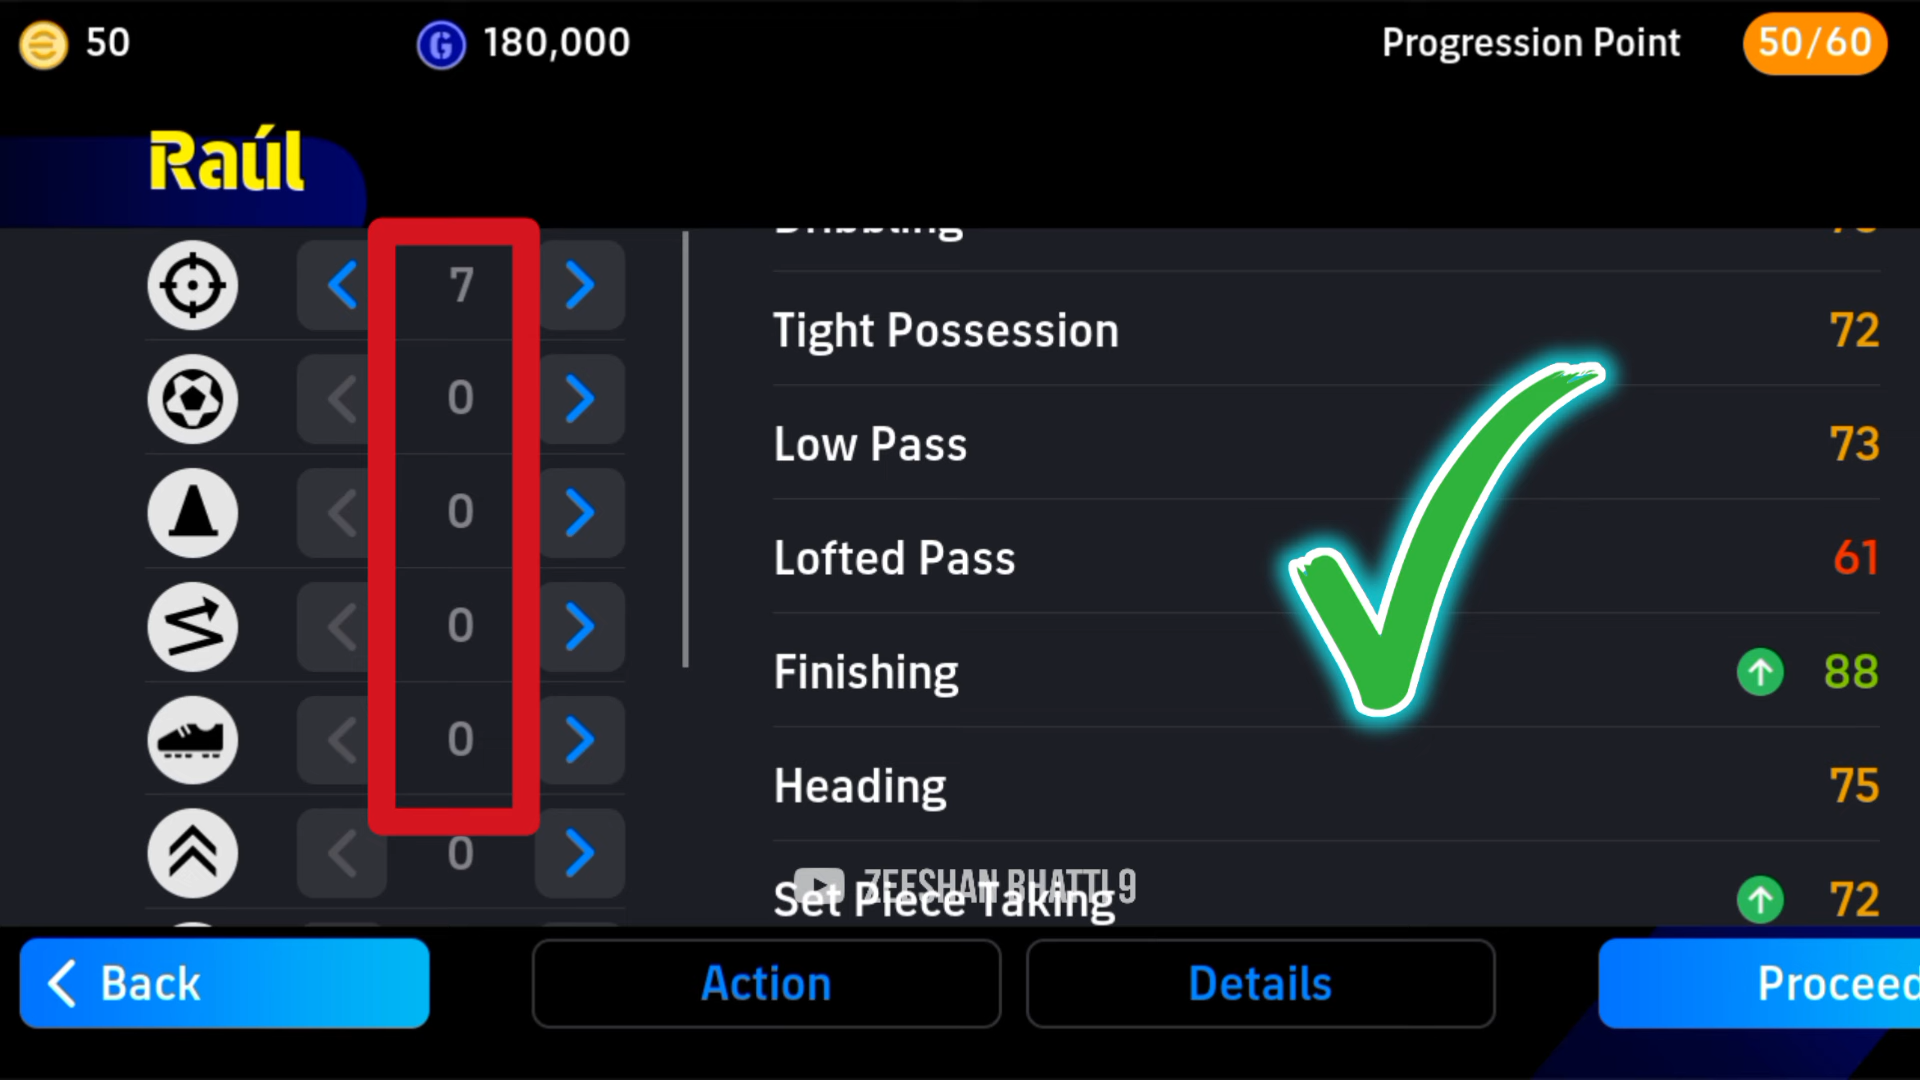 50
180,000
Progression Point
50/60
Raúl
Dribbling
7
Tight Possession
72
0
Low Pass
73
0
Lofted Pass
61
0
Finishing
88
0
Heading
75
0
ZEESHAN BHATTI 9
Set Piece Taking
72
Back
Action
Details
Proceed